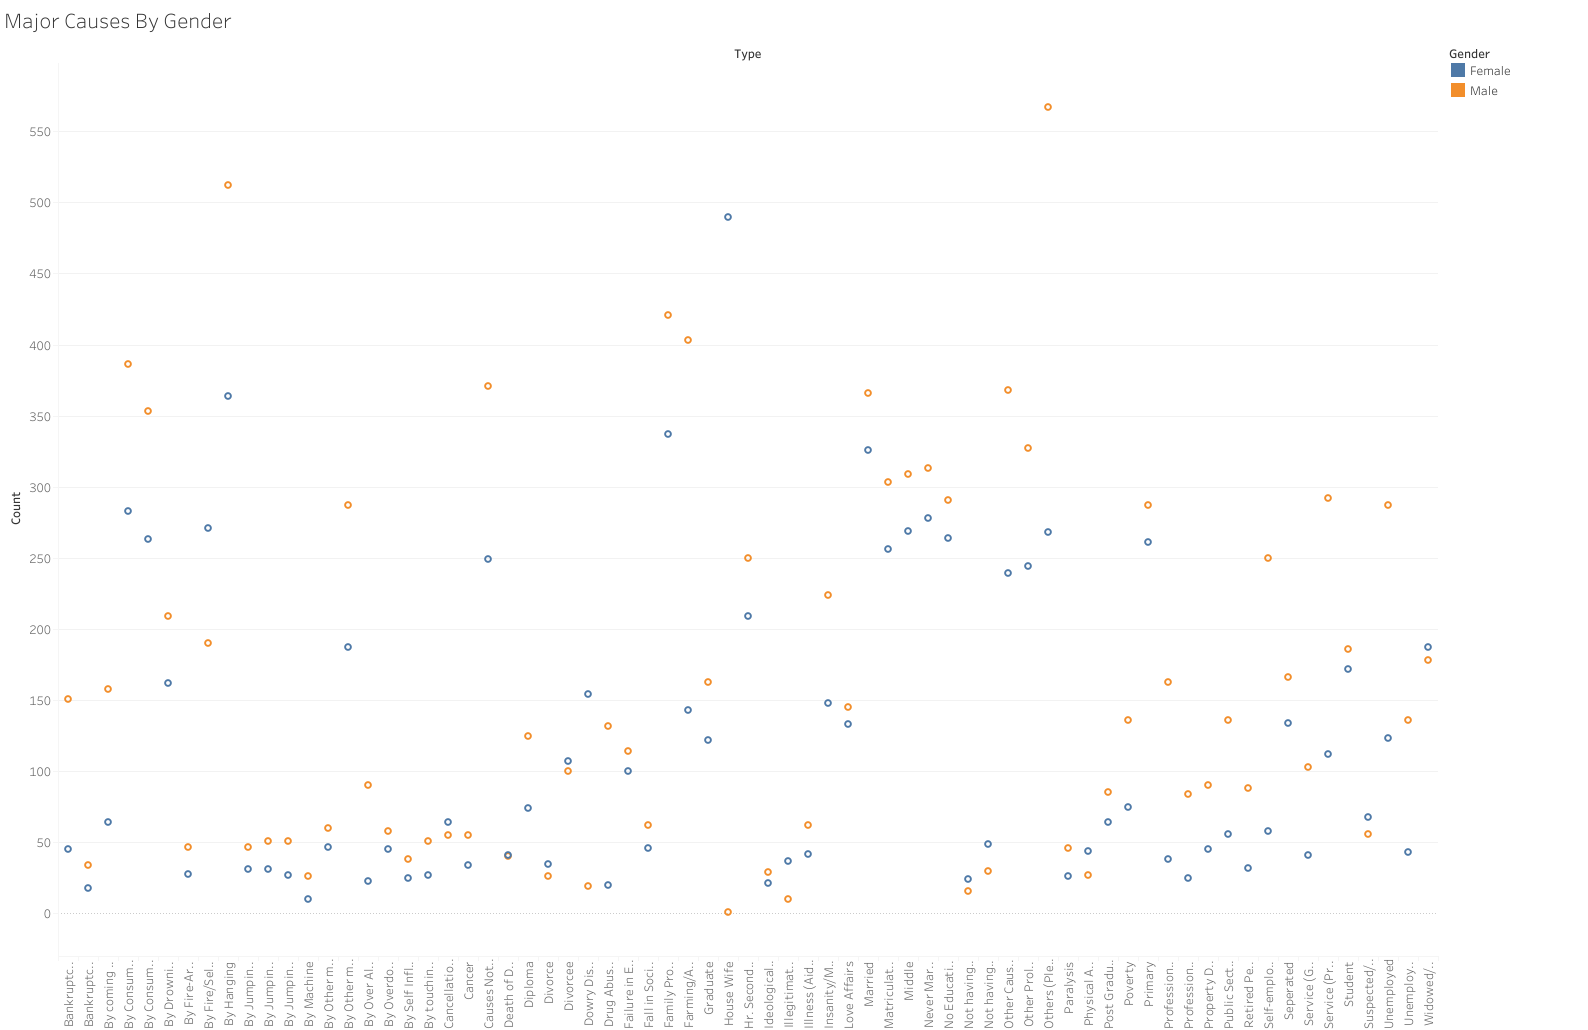 Major Causes By Gender
Type
Gender
Female
Male
Count
550
500
450
400
350
300
250
200
150
100
50
0
Bankruptc..
Bankruptc..
By coming ..
By Consum..
By Consum..
By Drowni..
By Fire-Ar..
By Fire/Sel..
By Hanging
By Jumpin..
By Jumpin..
By Jumpin..
By Machine
By Other m..
By Other m..
By Over Al..
By Overdo..
By Self Infl..
By touchin..
Cancellatio..
Cancer
Causes Not..
Death of D..
Diploma
Divorce
Divorcee
Dowry Dis..
Drug Abus..
Failure in E..
Fall in Soci..
Family Pro..
Farming/A..
Graduate
House Wife
Hr. Second..
Ideological..
Illegitimat..
Illness (Aid..
Insanity/M..
Love Affairs
Married
Matriculat..
Middle
Never Mar..
No Educati..
Not having..
Not having..
Other Caus..
Other Prol..
Others (Ple..
Paralysis
Physical A..
Post Gradu..
Poverty
Primary
Profession..
Profession..
Property D..
Public Sect..
Retired Pe..
Self-emplo..
Seperated
Service (G..
Service (Pr..
Student
Suspected/..
Unemployed
Unemploy..
Widowed/..